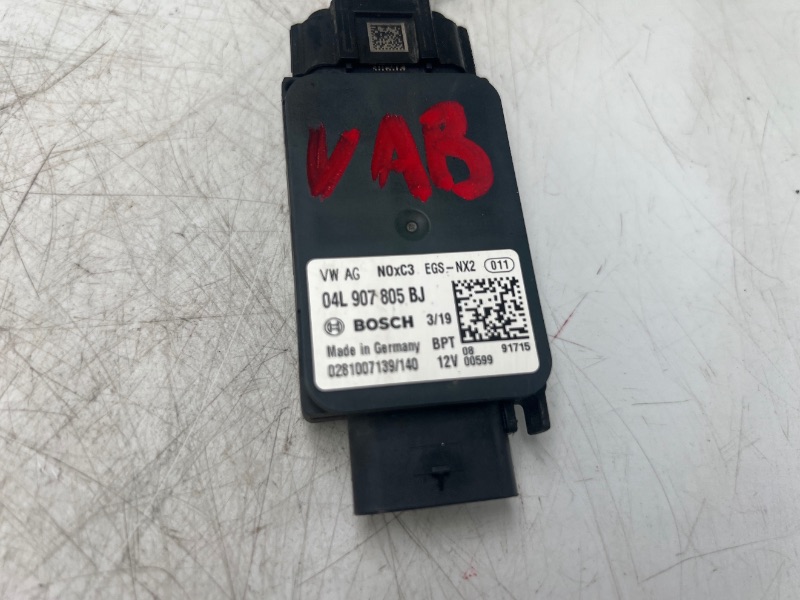 VAB
VW AG NOxC3 EGS-NX2 011
04L 907 805 BJ
BOSCH 3/19
Made in Germany BPT 08 91715
0281007139/140 12V 00599